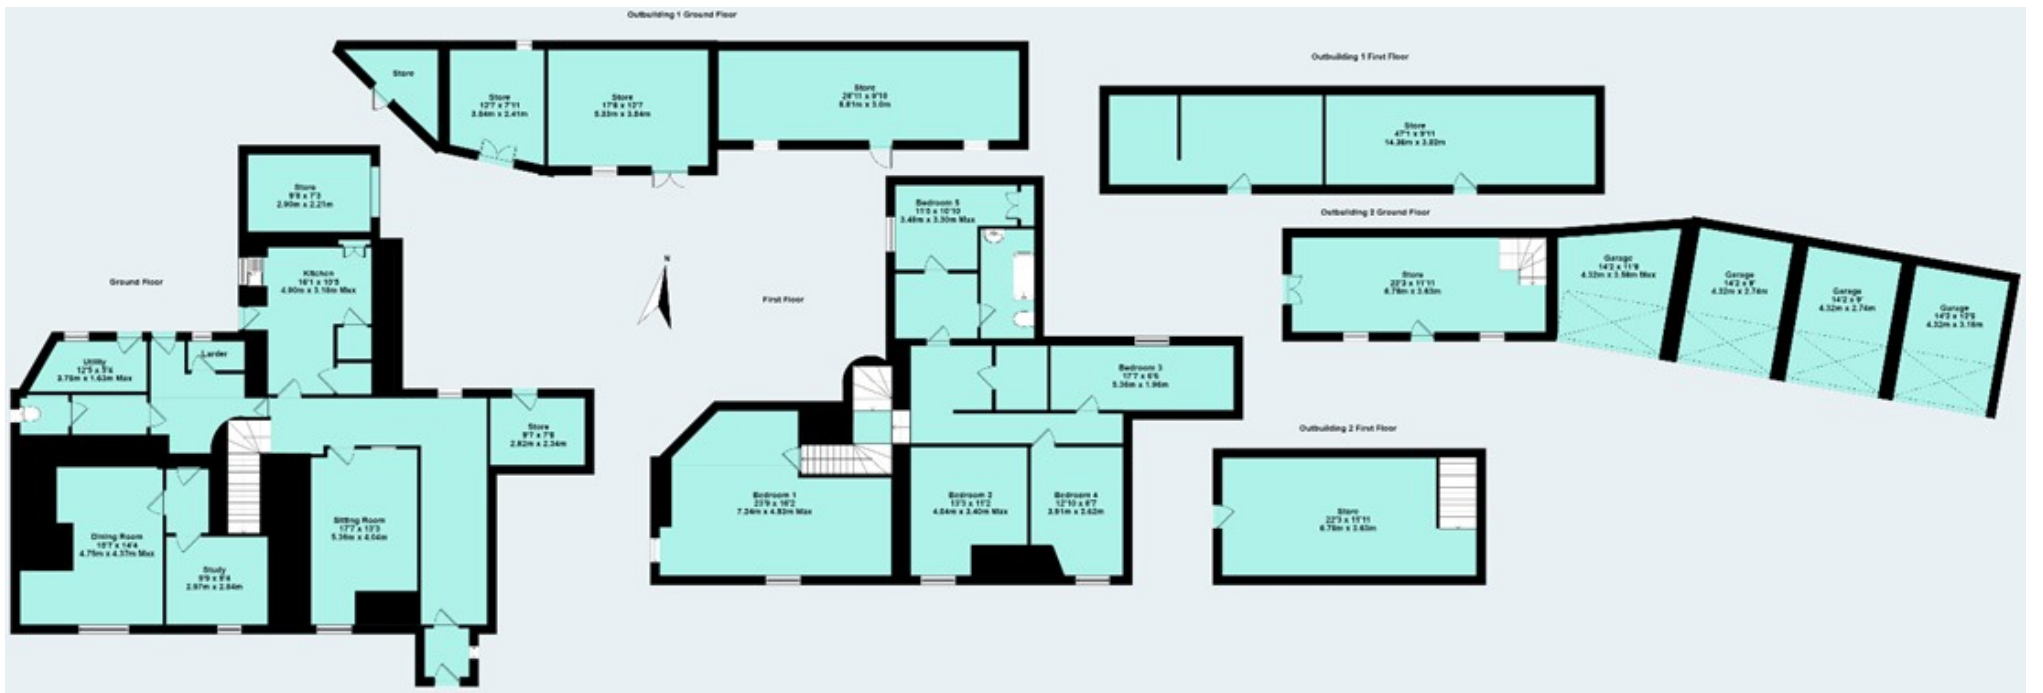 Outbuilding 1 Ground Floor
Store
Store
12'7 x 7'11
3.84m x 2.41m
Store
17'6 x 12'7
5.33m x 3.84m
Store
28'11 x 9'10
8.81m x 3.0m
Outbuilding 1 First Floor
Store
47'1 x 9'11
14.36m x 3.02m
Ground Floor
Store
9'6 x 7'3
2.90m x 2.21m
Kitchen
16'1 x 10'5
4.90m x 3.18m Max
Larder
Utility
12'5 x 5'4
3.78m x 1.63m Max
Store
9'7 x 7'8
2.92m x 2.34m
Dining Room
15'7 x 14'4
4.75m x 4.37m Max
Study
9'9 x 9'4
2.97m x 2.84m
Sitting Room
17'7 x 13'3
5.36m x 4.04m
N
First Floor
Bedroom 5
11'5 x 10'10
3.48m x 3.30m Max
Bedroom 3
17'7 x 6'5
5.36m x 1.96m
Bedroom 1
23'9 x 16'2
7.24m x 4.93m Max
Bedroom 2
13'3 x 11'2
4.04m x 3.40m Max
Bedroom 4
12'10 x 8'7
3.91m x 2.62m
Outbuilding 2 Ground Floor
Store
22'3 x 11'11
6.78m x 3.63m
Garage
14'2 x 11'8
4.32m x 3.56m Max
Garage
14'2 x 9'
4.32m x 2.74m
Garage
14'2 x 9'
4.32m x 2.74m
Garage
14'2 x 10'5
4.32m x 3.18m
Outbuilding 2 First Floor
Store
22'3 x 11'11
6.78m x 3.63m